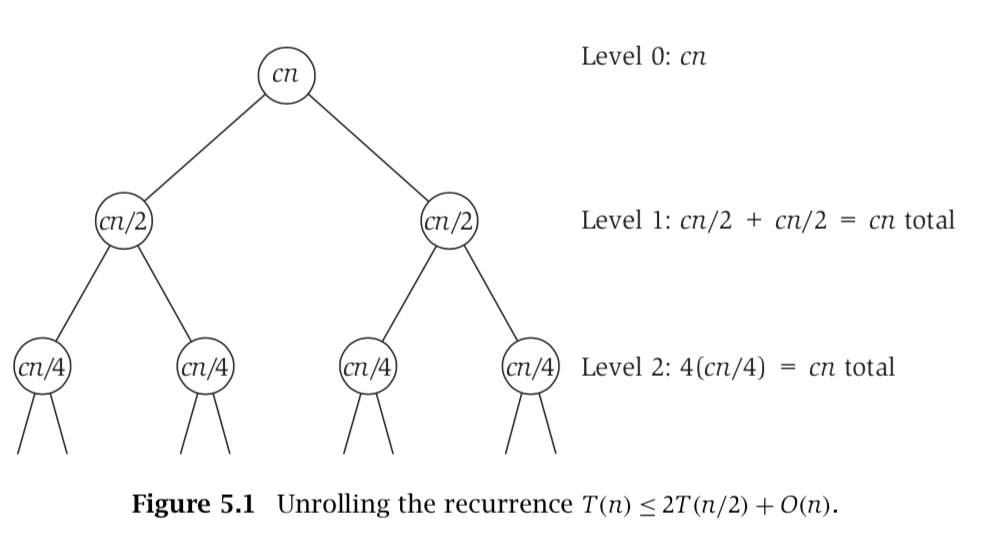 cn
Level 0: cn
cn/2
cn/2
Level 1: cn/2 + cn/2 = cn total
cn/4
cn/4
cn/4
cn/4
Level 2: 4(cn/4) = cn total
Figure 5.1 Unrolling the recurrence T(n) ≤ 2T(n/2) + O(n).